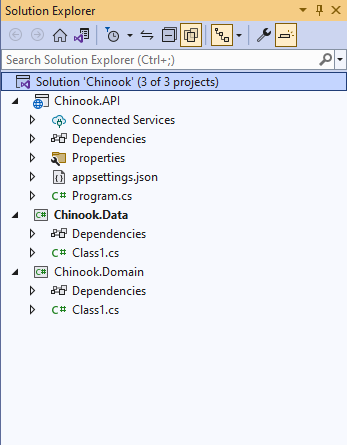 Solution Explorer
Search Solution Explorer (Ctrl+;)
Solution 'Chinook' (3 of 3 projects)
Chinook.API
Connected Services
Dependencies
Properties
appsettings.json
C# Program.cs
C# Chinook.Data
Dependencies
C# Class1.cs
C# Chinook.Domain
Dependencies
C# Class1.cs